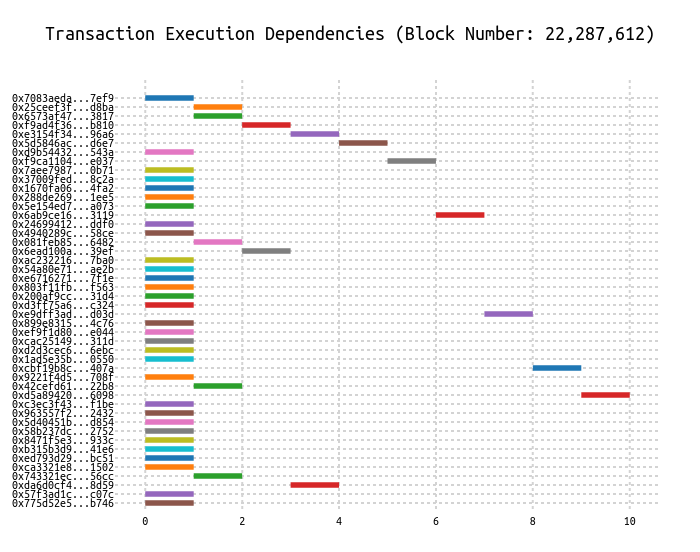 Transaction Execution Dependencies (Block Number: 22,287,612)
0x7083aeda...7ef9
0x25ceef3f...d8ba
0x6573af47...3817
0xf9ad4f36...b810
0xe3154f34...96a6
0x5d5846ac...d6e7
0xd9b54432...543a
0xf9ca1104...e037
0x7aee7987...0b71
0x37009fed...8c2a
0x1670fa06...4fa2
0x288de269...1ee5
0x5e154ed7...a073
0x6ab9ce16...3119
0x24699412...ddf0
0x4940289c...58ce
0x081feb85...6482
0x6ead100a...39ef
0xac232216...7ba0
0x54a80e71...ae2b
0xe6716271...7f1e
0x803f11fb...f563
0x200af9cc...31d4
0xd3ff75a6...c324
0xe9dff3ad...d03d
0x899e8315...4c76
0xef9f1d80...e044
0xcac25149...311d
0xd2d3cec6...6ebc
0x1ad5e35b...0550
0xcbf19b8c...407a
0x9221f4d5...708f
0x42cefd61...22b8
0xd5a89420...6098
0xc3ec3f43...f1be
0x963557f2...2432
0x5d40451b...d854
0x58b237dc...2752
0x8471f5e3...933c
0xb315b3d9...41e6
0xed793d29...bc51
0xca3321e8...1502
0x743321ec...56cc
0xda6d0cf4...8d59
0x57f3ad1c...c07c
0x775d52e5...b746
0 2 4 6 8 10